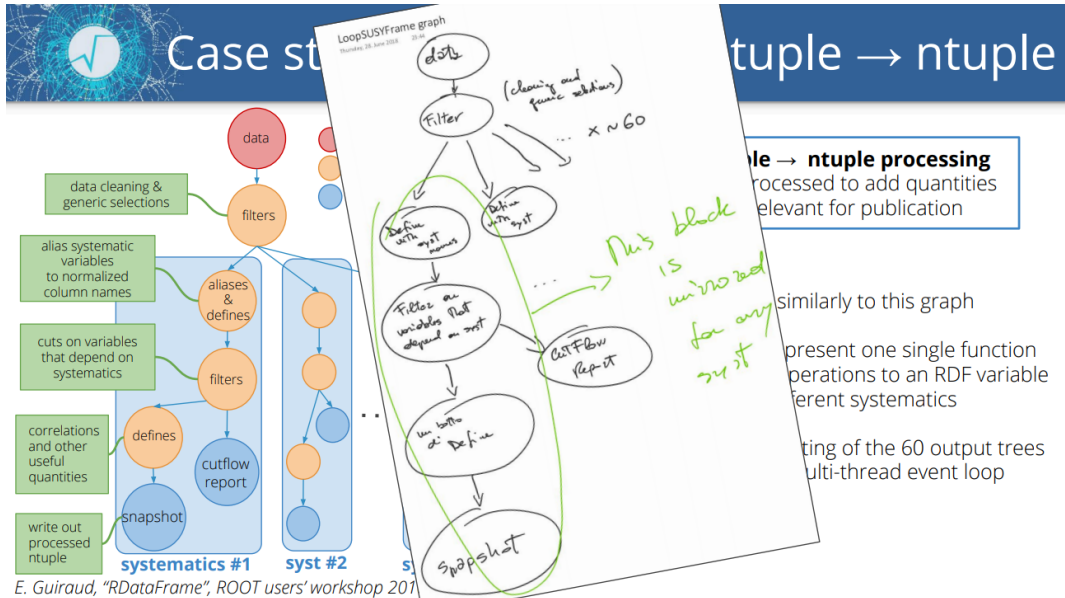 Case st
tuple → ntuple
LoopSUSYFrame graph
Thursday, 28, June 2018 15:44
data
Filter
(cleaning and
generic selections)
... x ~60
Define
with syst
names
Define
with syst
...
Filter on
variables that
depend on syst
CutFlow
Report
un botto
di Define
Snapshot
This block
is
mirrored
for any
syst
data
data cleaning &
generic selections
filters
alias systematic
variables
to normalized
column names
aliases
&
defines
cuts on variables
that depend on
systematics
filters
correlations
and other
useful
quantities
defines
cutflow
report
write out
processed
ntuple
snapshot
systematics #1
syst #2
sy
ple → ntuple processing
rocessed to add quantities
elevant for publication
similarly to this graph
present one single function
perations to an RDF variable
ferent systematics
ting of the 60 output trees
ulti-thread event loop
E. Guiraud, “RDataFrame”, ROOT users’ workshop 201